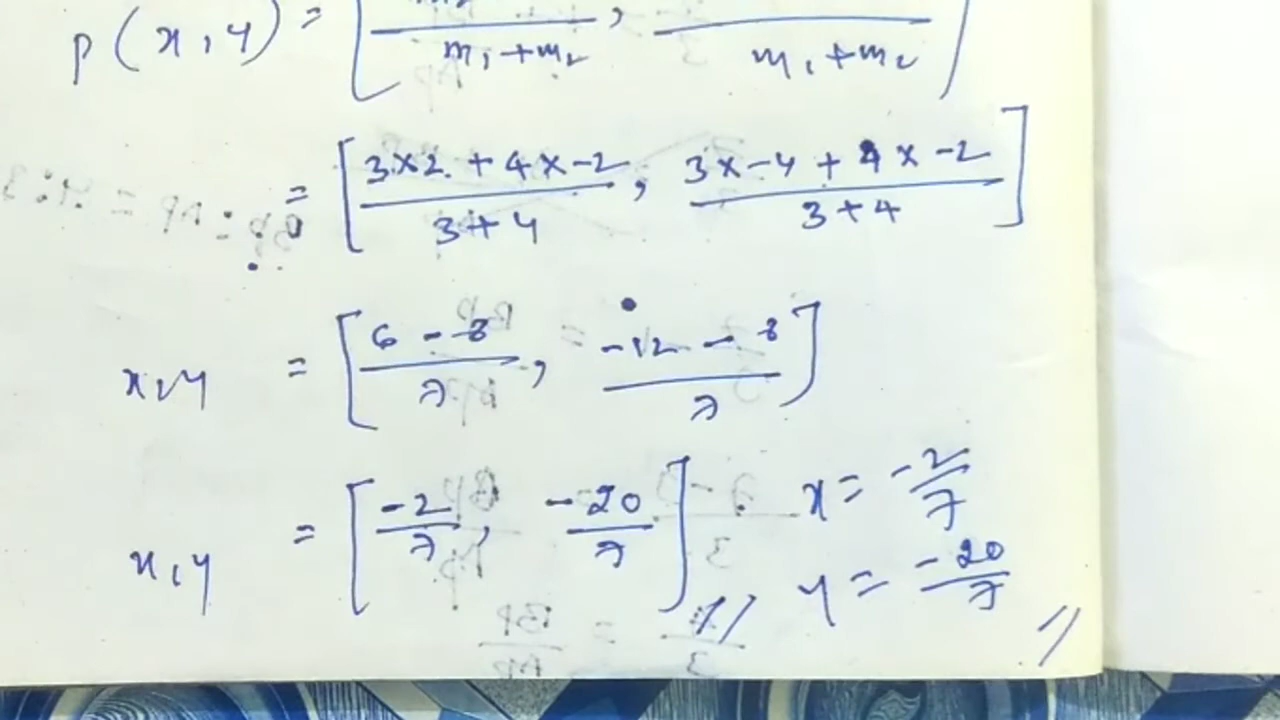 P(x,y) = [ / m₁+m₂ , / m₁+m₂ ]
= [ 3×2 + 4×-2 / 3+4 , 3×-4 + 4×-2 / 3+4 ]
x,y = [ 6 - 8 / 7 , -12 - 8 / 7 ]
x,y = [ -2/7 , -20/7 ] //
x = -2/7
y = -20/7 //